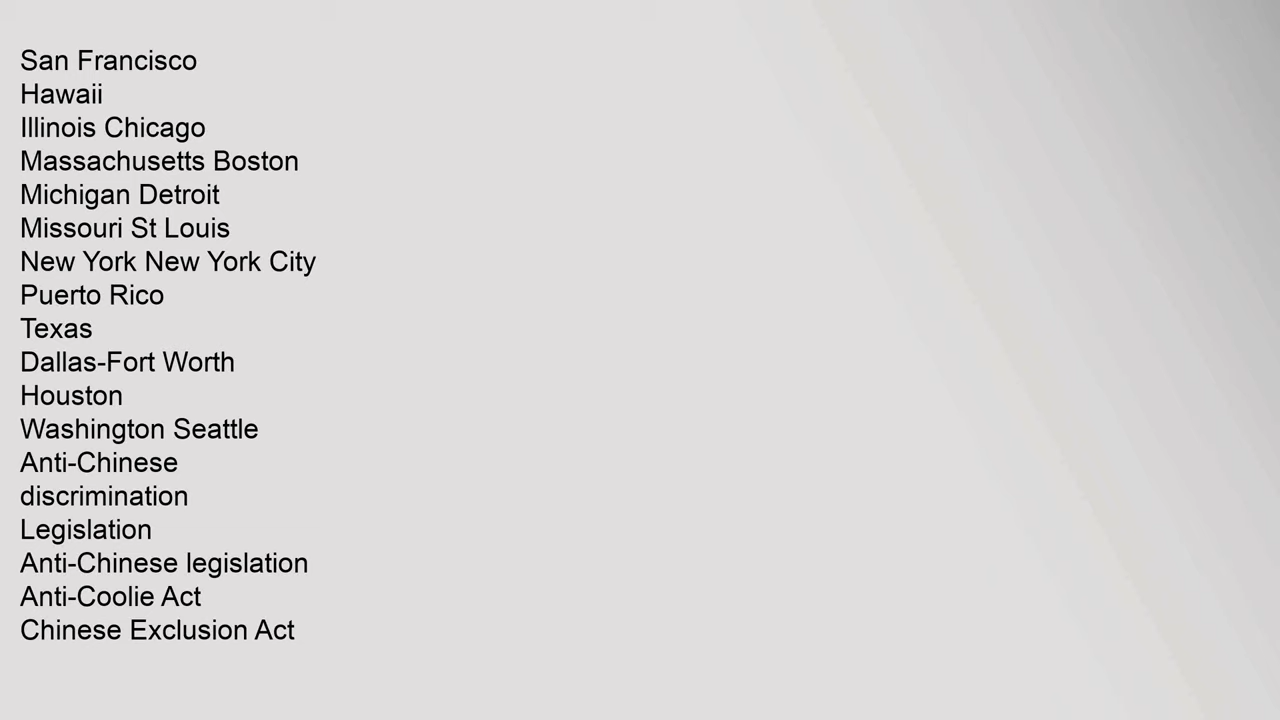 San Francisco
Hawaii
Illinois Chicago
Massachusetts Boston
Michigan Detroit
Missouri St Louis
New York New York City
Puerto Rico
Texas
Dallas-Fort Worth
Houston
Washington Seattle
Anti-Chinese
discrimination
Legislation
Anti-Chinese legislation
Anti-Coolie Act
Chinese Exclusion Act